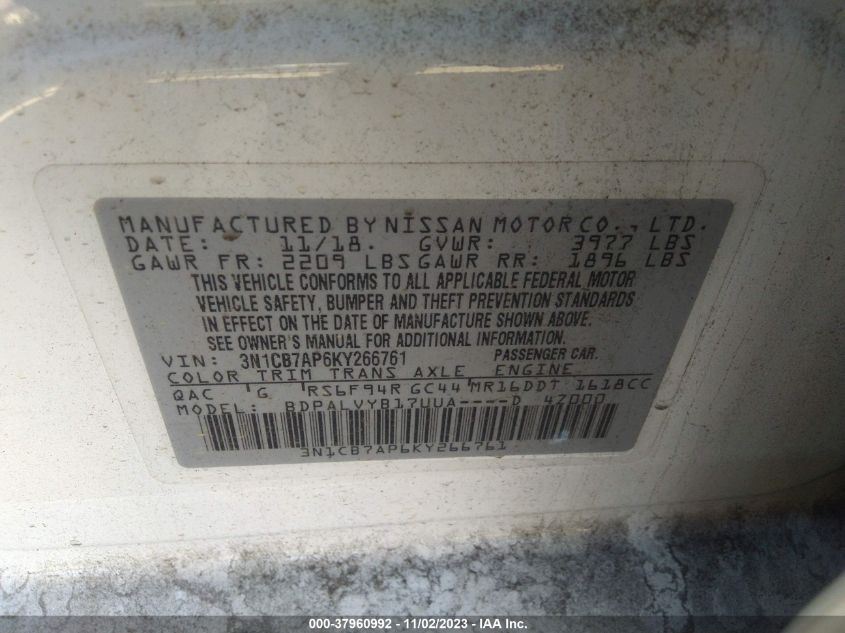 MANUFACTURED BY NISSAN MOTOR CO., LTD.
DATE: 11/18. GVWR: 3977 LBS
GAWR FR: 2209 LBS GAWR RR: 1896 LBS
THIS VEHICLE CONFORMS TO ALL APPLICABLE FEDERAL MOTOR
VEHICLE SAFETY, BUMPER AND THEFT PREVENTION STANDARDS
IN EFFECT ON THE DATE OF MANUFACTURE SHOWN ABOVE.
SEE OWNER'S MANUAL FOR ADDITIONAL INFORMATION.
VIN: 3N1CB7AP6KY266761 PASSENGER CAR.
COLOR TRIM TRANS AXLE ENGINE
QAC G RS6F94R GC44 MR16DDT 1618CC
MODEL: BDPALVYB17UUA----D 47000
3N1CB7AP6KY266761
000-37960992 - 11/02/2023 - IAA Inc.